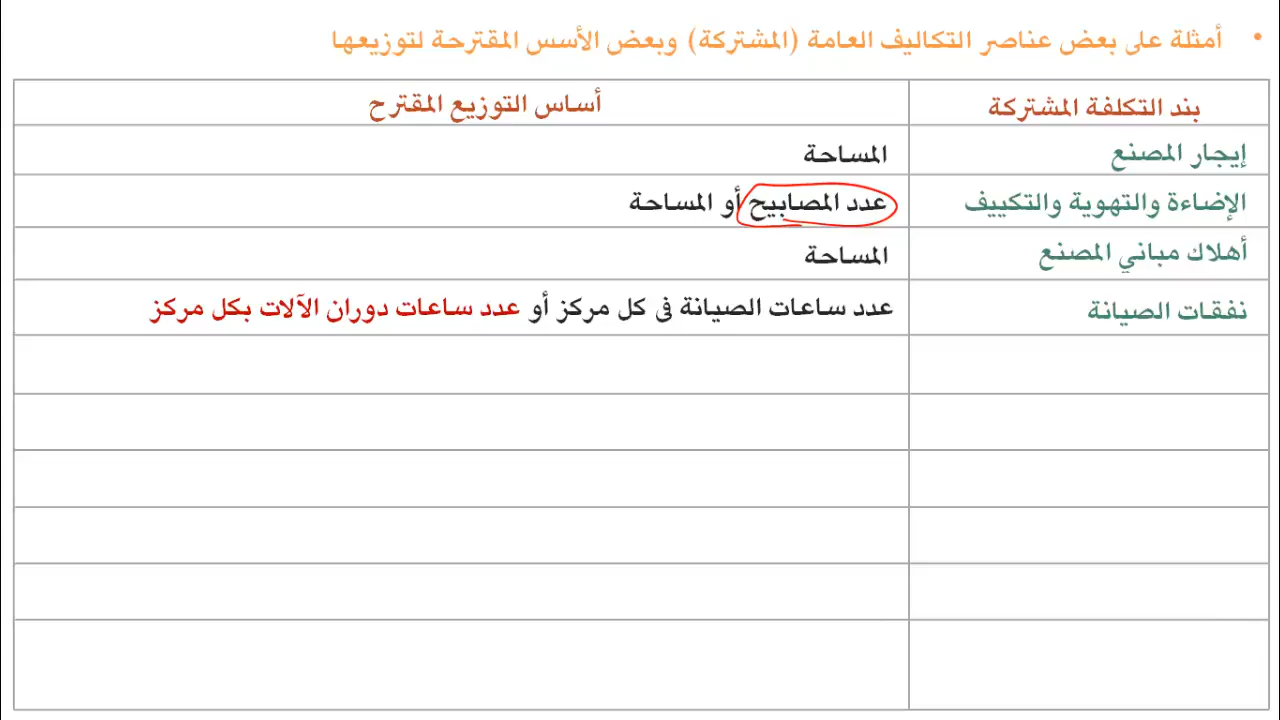 • أمثلة على بعض عناصر التكاليف العامة (المشتركة) وبعض الأسس المقترحة لتوزيعها
بند التكلفة المشتركة أساس التوزيع المقترح
إيجار المصنع المساحة
الإضاءة والتهوية والتكييف عدد المصابيح أو المساحة
أهلاك مباني المصنع المساحة
نفقات الصيانة عدد ساعات الصيانة فى كل مركز أو عدد ساعات دوران الآلات بكل مركز